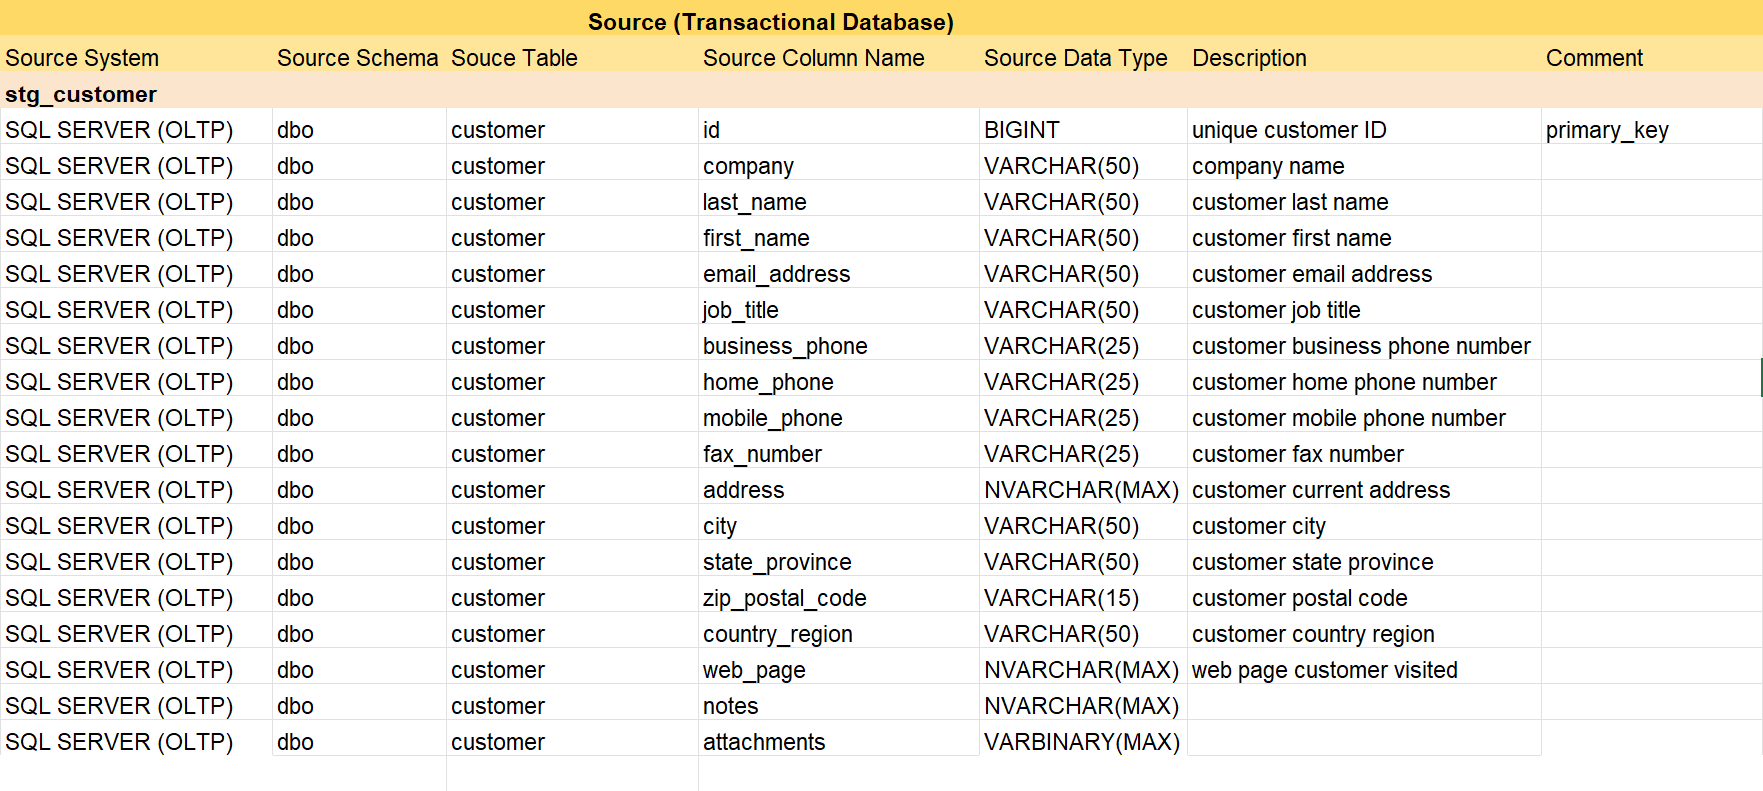 Source (Transactional Database)
Source System Source Schema Souce Table Source Column Name Source Data Type Description Comment
stg_customer
SQL SERVER (OLTP) dbo customer id BIGINT unique customer ID primary_key
SQL SERVER (OLTP) dbo customer company VARCHAR(50) company name
SQL SERVER (OLTP) dbo customer last_name VARCHAR(50) customer last name
SQL SERVER (OLTP) dbo customer first_name VARCHAR(50) customer first name
SQL SERVER (OLTP) dbo customer email_address VARCHAR(50) customer email address
SQL SERVER (OLTP) dbo customer job_title VARCHAR(50) customer job title
SQL SERVER (OLTP) dbo customer business_phone VARCHAR(25) customer business phone number
SQL SERVER (OLTP) dbo customer home_phone VARCHAR(25) customer home phone number
SQL SERVER (OLTP) dbo customer mobile_phone VARCHAR(25) customer mobile phone number
SQL SERVER (OLTP) dbo customer fax_number VARCHAR(25) customer fax number
SQL SERVER (OLTP) dbo customer address NVARCHAR(MAX) customer current address
SQL SERVER (OLTP) dbo customer city VARCHAR(50) customer city
SQL SERVER (OLTP) dbo customer state_province VARCHAR(50) customer state province
SQL SERVER (OLTP) dbo customer zip_postal_code VARCHAR(15) customer postal code
SQL SERVER (OLTP) dbo customer country_region VARCHAR(50) customer country region
SQL SERVER (OLTP) dbo customer web_page NVARCHAR(MAX) web page customer visited
SQL SERVER (OLTP) dbo customer notes NVARCHAR(MAX)
SQL SERVER (OLTP) dbo customer attachments VARBINARY(MAX)